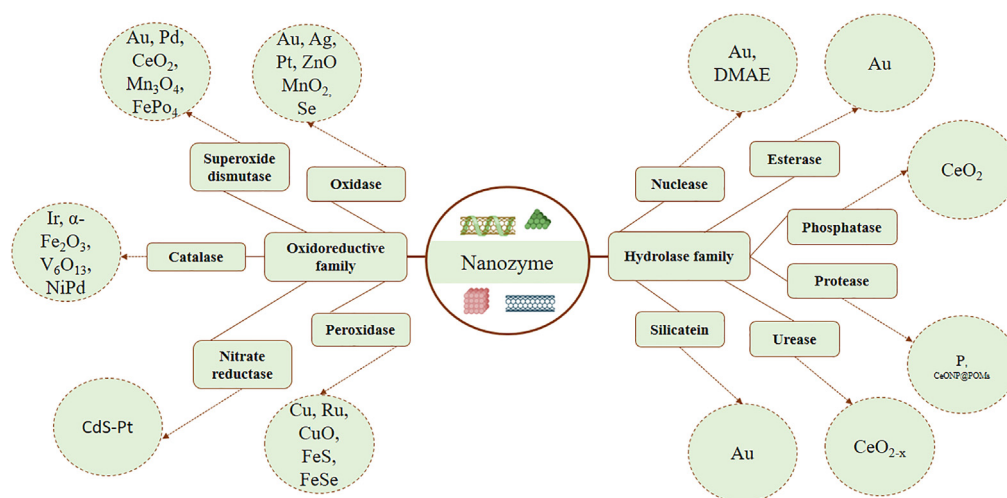 Au, Pd,
CeO₂,
Mn₃O₄,
FePo₄
Au, Ag,
Pt, ZnO
MnO₂,
Se
Superoxide
dismutase
Oxidase
Ir, α-
Fe₂O₃,
V₆O₁₃,
NiPd
Catalase
Oxidoreductive
family
Nitrate
reductase
Peroxidase
CdS-Pt
Cu, Ru,
CuO,
FeS,
FeSe
Nanozyme
Au,
DMAE
Au
Nuclease
Esterase
CeO₂
Phosphatase
Hydrolase family
Protease
Silicatein
Urease
P,
CeONP@POMs
Au
CeO₂₋ₓ